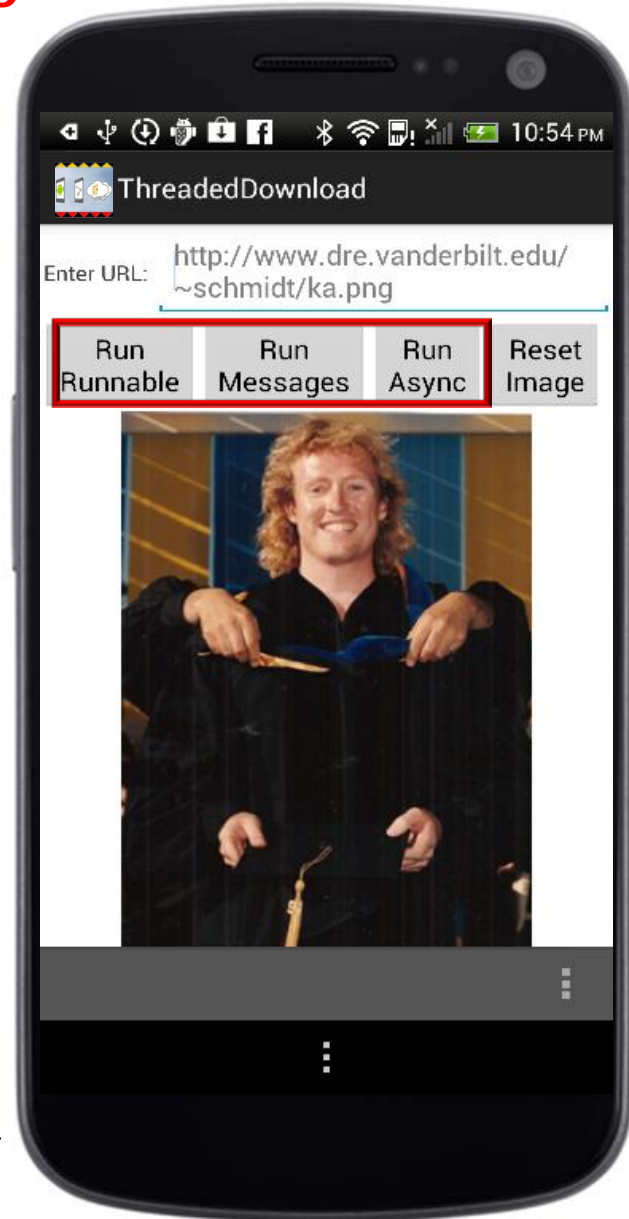 10:54 PM
ThreadedDownload
Enter URL:
http://www.dre.vanderbilt.edu/
~schmidt/ka.png
Run Runnable
Run Messages
Run Async
Reset Image